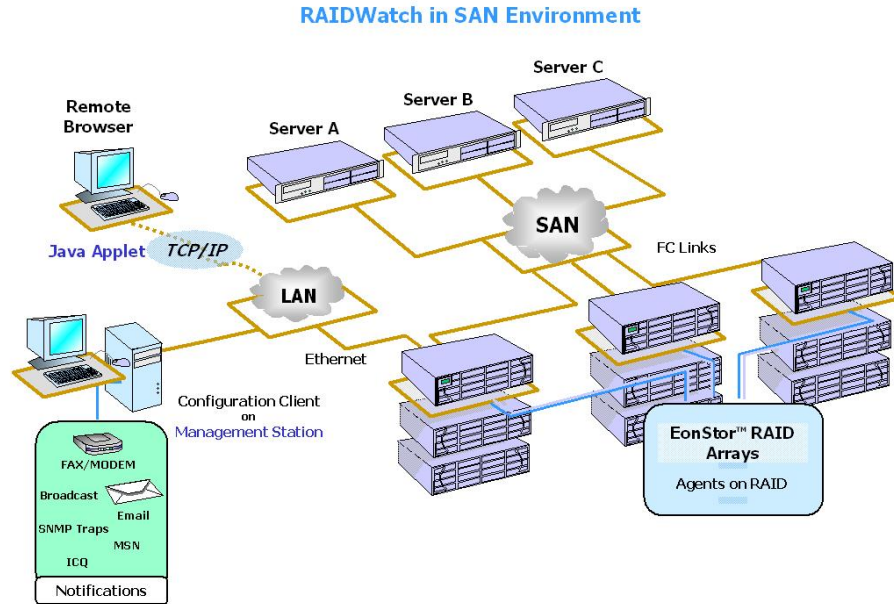 RAIDWatch in SAN Environment
Server C
Server B
Server A
Remote
Browser
SAN
Java Applet
TCP/IP
FC Links
LAN
Ethernet
Configuration Client
on
Management Station
EonStor™ RAID
Arrays
Agents on RAID
FAX/MODEM
Broadcast
Email
SNMP Traps
MSN
ICQ
Notifications